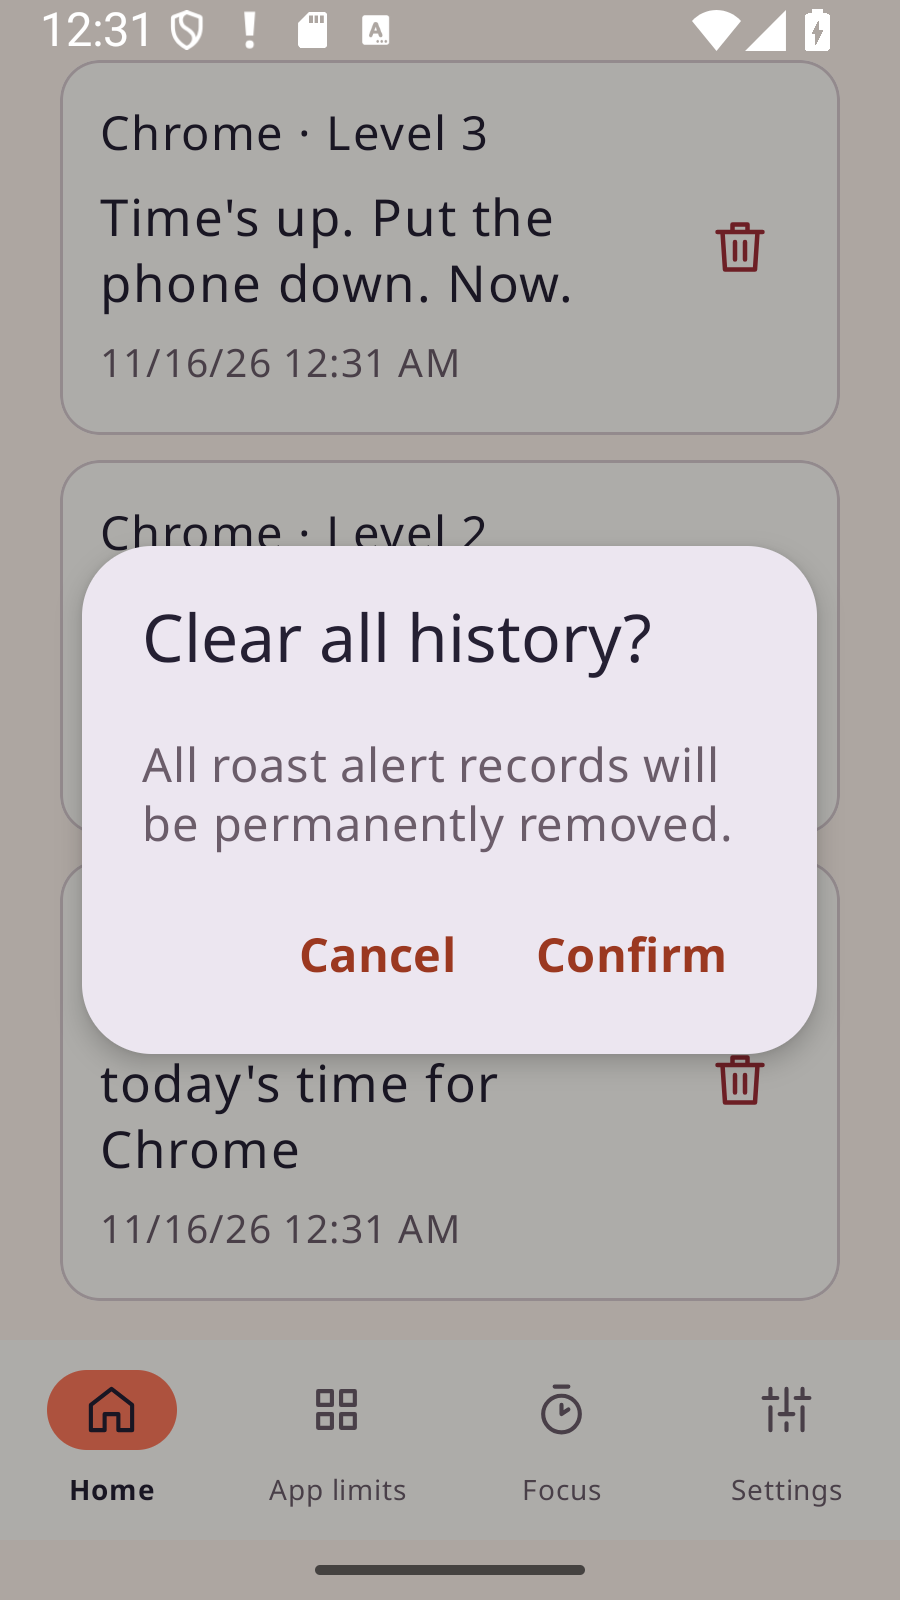 12:31
Chrome · Level 3
Time's up. Put the
phone down. Now.
11/16/26 12:31 AM
Chrome · Level 2
Clear all history?
All roast alert records will
be permanently removed.
Cancel Confirm
today's time for
Chrome
11/16/26 12:31 AM
Home App limits Focus Settings